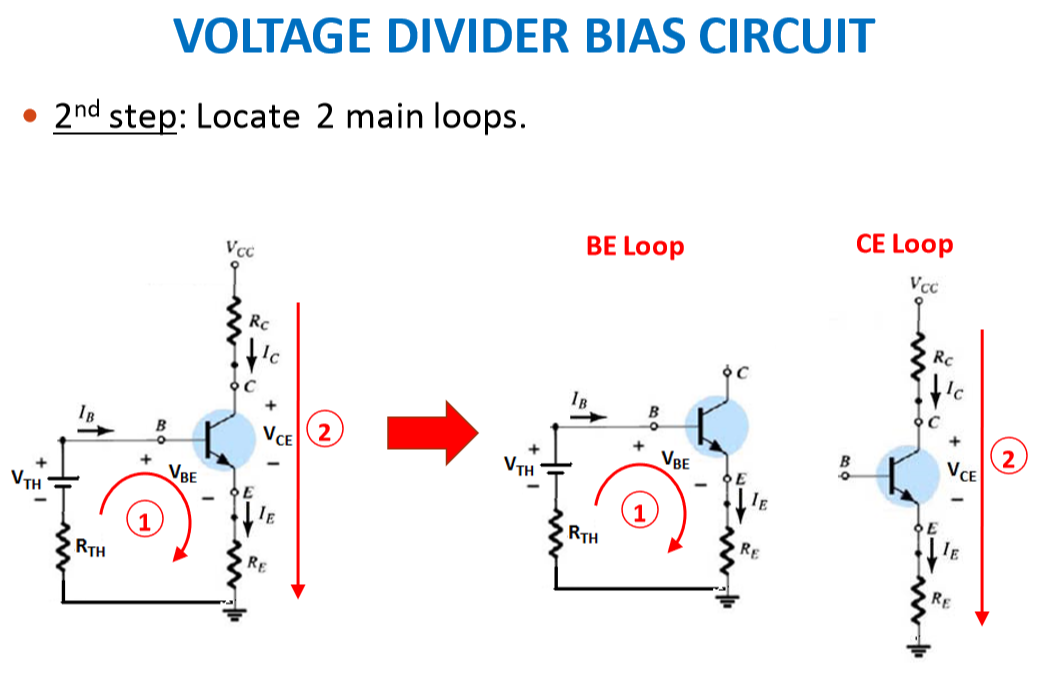 VOLTAGE DIVIDER BIAS CIRCUIT
• 2nd step: Locate 2 main loops.
VCC
RC
IC
C
+
VCE
−
2
IB
B
+
VBE
−
+
VTH
−
1
RTH
E
IE
RE
BE Loop
C
IB
B
+
VBE
−
+
VTH
−
1
RTH
E
IE
RE
CE Loop
VCC
RC
IC
C
+
VCE
−
2
B
E
IE
RE